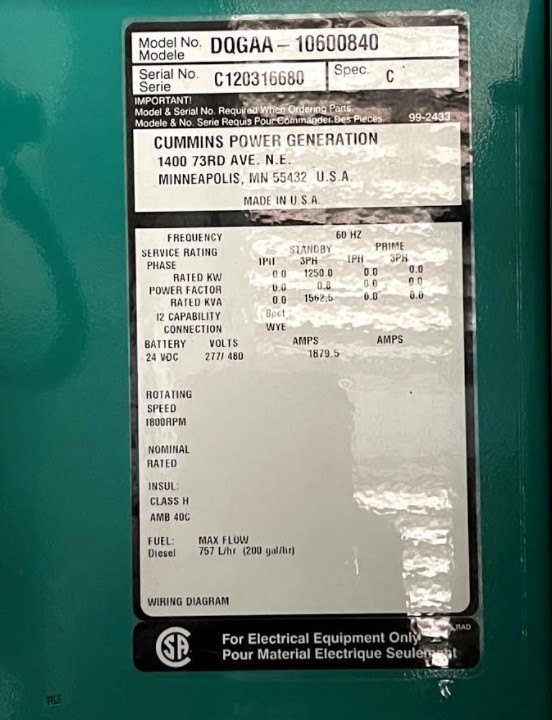 Model No. DQGAA – 10600840
Modele
Serial No. C120316680 Spec. C
Serie
IMPORTANT!
Model & Serial No. Required When Ordering Parts.
Modele & No. Serie Requis Pour Commander Des Pieces. 99-2433
CUMMINS POWER GENERATION
1400 73RD AVE. N.E.
MINNEAPOLIS, MN 55432 U.S.A.
MADE IN U.S.A.
FREQUENCY 60 HZ
SERVICE RATING STANDBY PRIME
PHASE 1PH 3PH 1PH 3PH
RATED KW 0.0 1250.0 0.0 0.0
POWER FACTOR 0.0 0.8 0.0 0.0
RATED KVA 0.0 1562.5 0.0 0.0
I2 CAPABILITY 8pct
CONNECTION WYE
BATTERY VOLTS AMPS AMPS
24 VDC 277/ 480 1879.5
ROTATING
SPEED
1800RPM
NOMINAL
RATED
INSUL:
CLASS H
AMB 40C
FUEL: MAX FLOW
Diesel 757 L/hr (200 gal/hr)
WIRING DIAGRAM
RAD
SA For Electrical Equipment Only
Pour Material Electrique Seulement